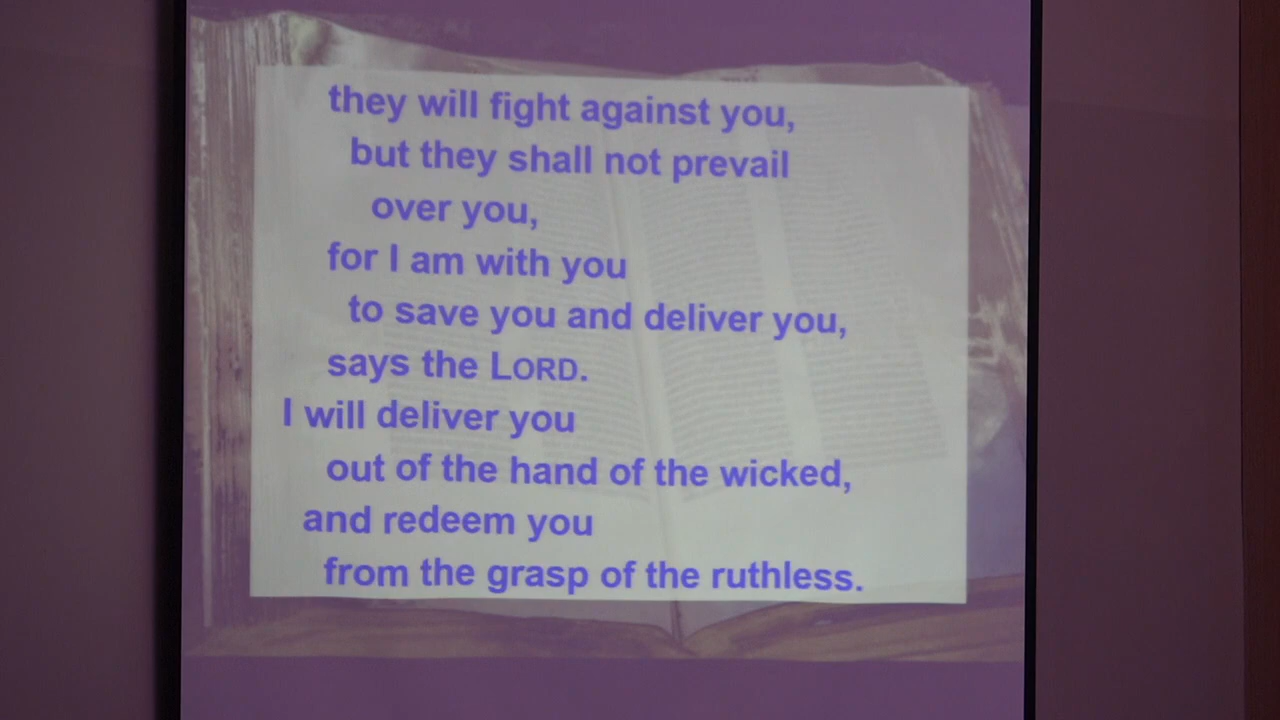 they will fight against you,
but they shall not prevail
over you,
for I am with you
to save you and deliver you,
says the LORD.
I will deliver you
out of the hand of the wicked,
and redeem you
from the grasp of the ruthless.